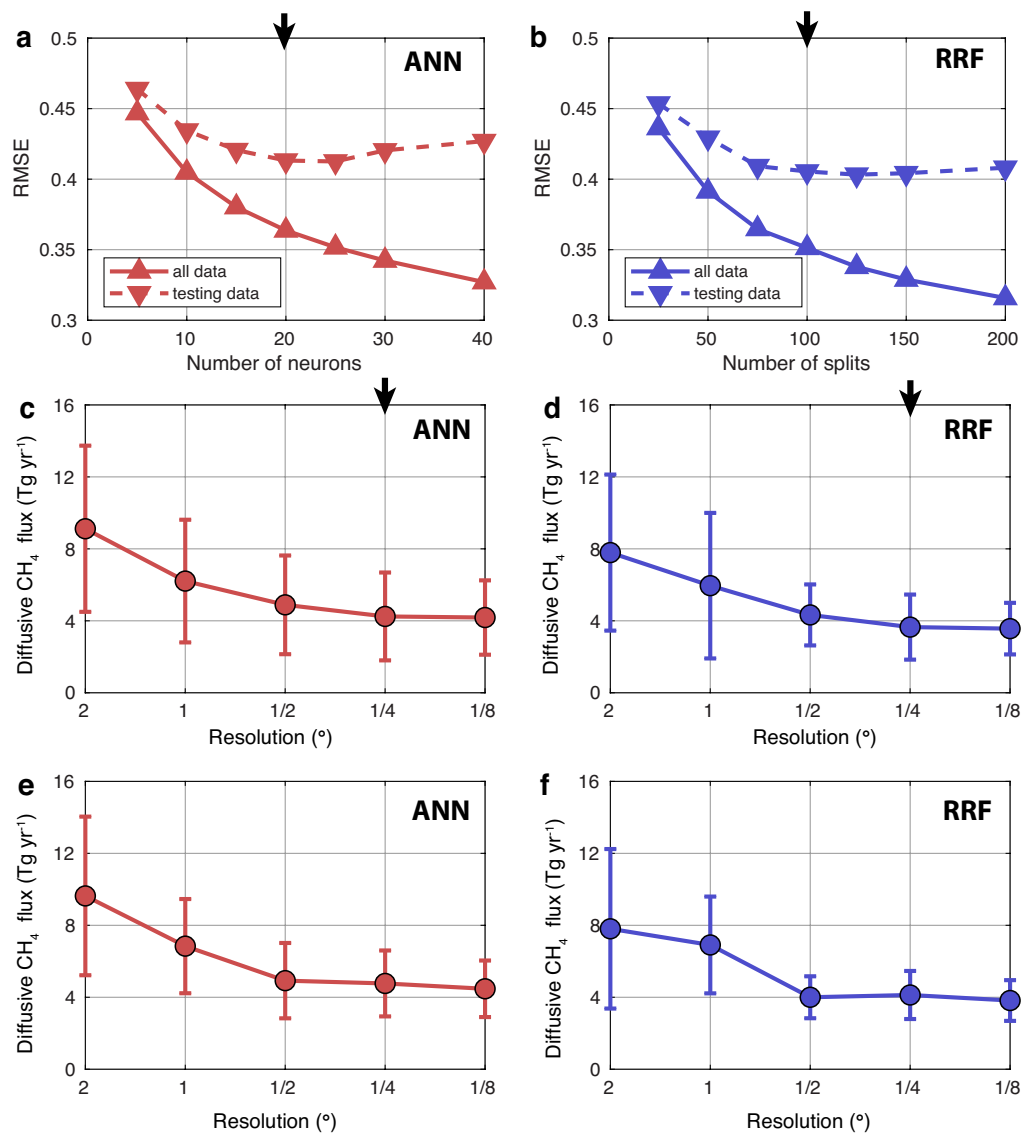 a
ANN
0.5
0.45
0.4
0.35
0.3
RMSE
all data
testing data
0 10 20 30 40
Number of neurons
b
RRF
0.5
0.45
0.4
0.35
0.3
RMSE
all data
testing data
0 50 100 150 200
Number of splits
c
ANN
16
12
8
4
0
Diffusive CH₄ flux (Tg yr⁻¹)
2 1 1/2 1/4 1/8
Resolution (°)
d
RRF
16
12
8
4
0
Diffusive CH₄ flux (Tg yr⁻¹)
2 1 1/2 1/4 1/8
Resolution (°)
e
ANN
16
12
8
4
0
Diffusive CH₄ flux (Tg yr⁻¹)
2 1 1/2 1/4 1/8
Resolution (°)
f
RRF
16
12
8
4
0
Diffusive CH₄ flux (Tg yr⁻¹)
2 1 1/2 1/4 1/8
Resolution (°)